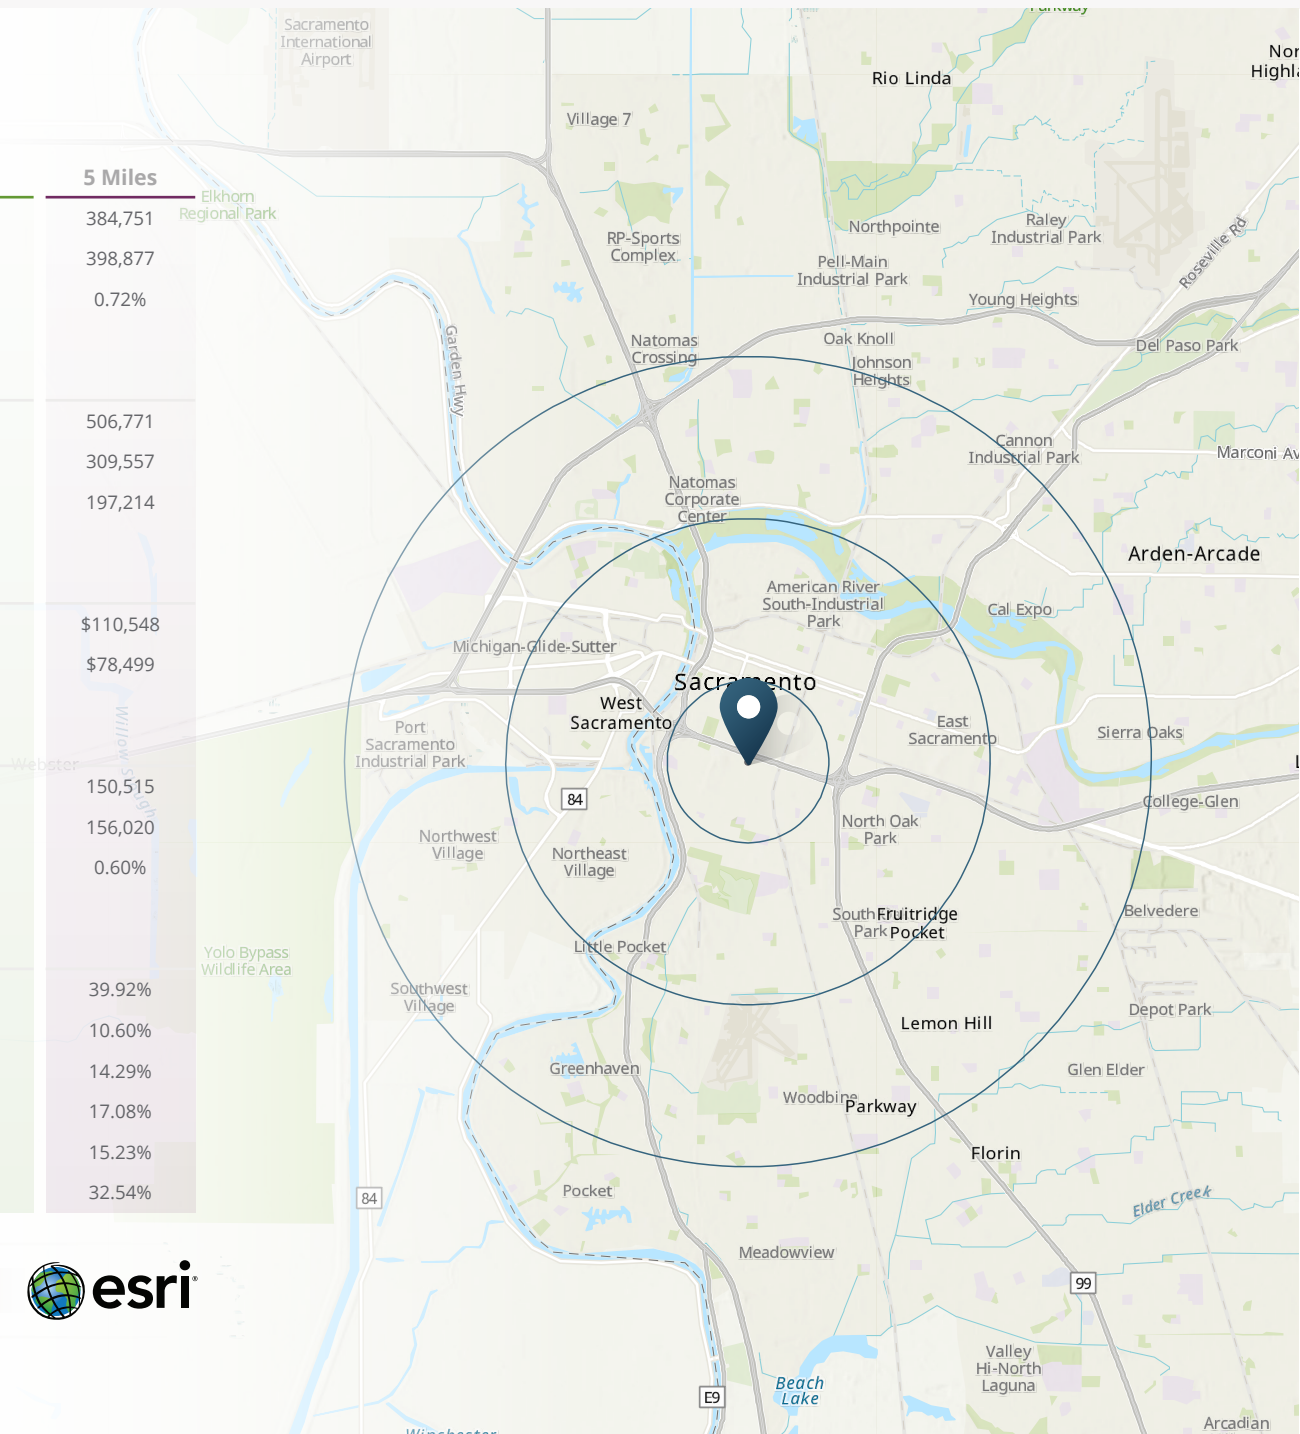 5 Miles
384,751
398,877
0.72%
506,771
309,557
197,214
$110,548
$78,499
150,515
156,020
0.60%
39.92%
10.60%
14.29%
17.08%
15.23%
32.54%
esri
Parkway
Sacramento
International
Airport
Rio Linda
Village 7
Elkhorn
Regional Park
RP-Sports
Complex
Northpointe
Raley
Industrial Park
Roseville Rd
Pell-Main
Industrial Park
Young Heights
Garden Hwy
Natomas
Crossing
Oak Knoll
Del Paso Park
Johnson
Heights
Cannon
Industrial Park
Marconi Av
Natomas
Corporate
Center
Arden-Arcade
American River
South-Industrial
Park
Cal Expo
Michigan-Glide-Sutter
Sacramento
West
Sacramento
East
Sacramento
Sierra Oaks
Port
Sacramento
Industrial Park
Webster
Willow Slough
84
College-Glen
Northwest
Village
North Oak
Park
Northeast
Village
South
Park
Fruitridge
Pocket
Belvedere
Little Pocket
Yolo Bypass
Wildlife Area
Southwest
Village
Lemon Hill
Depot Park
Greenhaven
Glen Elder
Woodbine
Parkway
Florin
84
Pocket
Elder Creek
Meadowview
99
Valley
Hi-North
Laguna
E9
Beach
Lake
Arcadian
Winchester